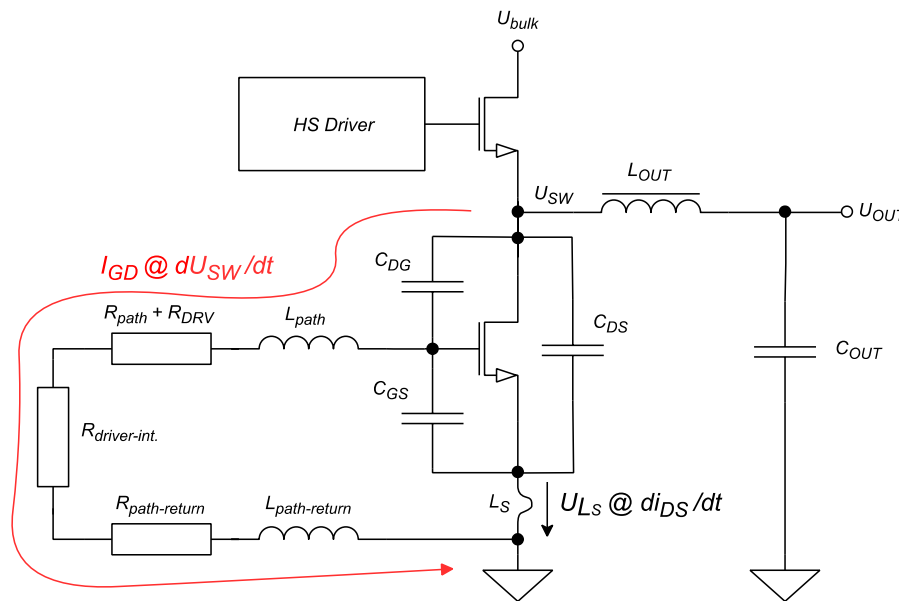 U_bulk
HS Driver
L_OUT
U_SW
U_OUT
I_GD @ dU_SW/dt
C_DG
R_path + R_DRV
L_path
C_DS
C_OUT
C_GS
R_driver-int.
R_path-return
L_path-return
L_S
U_LS @ di_DS/dt